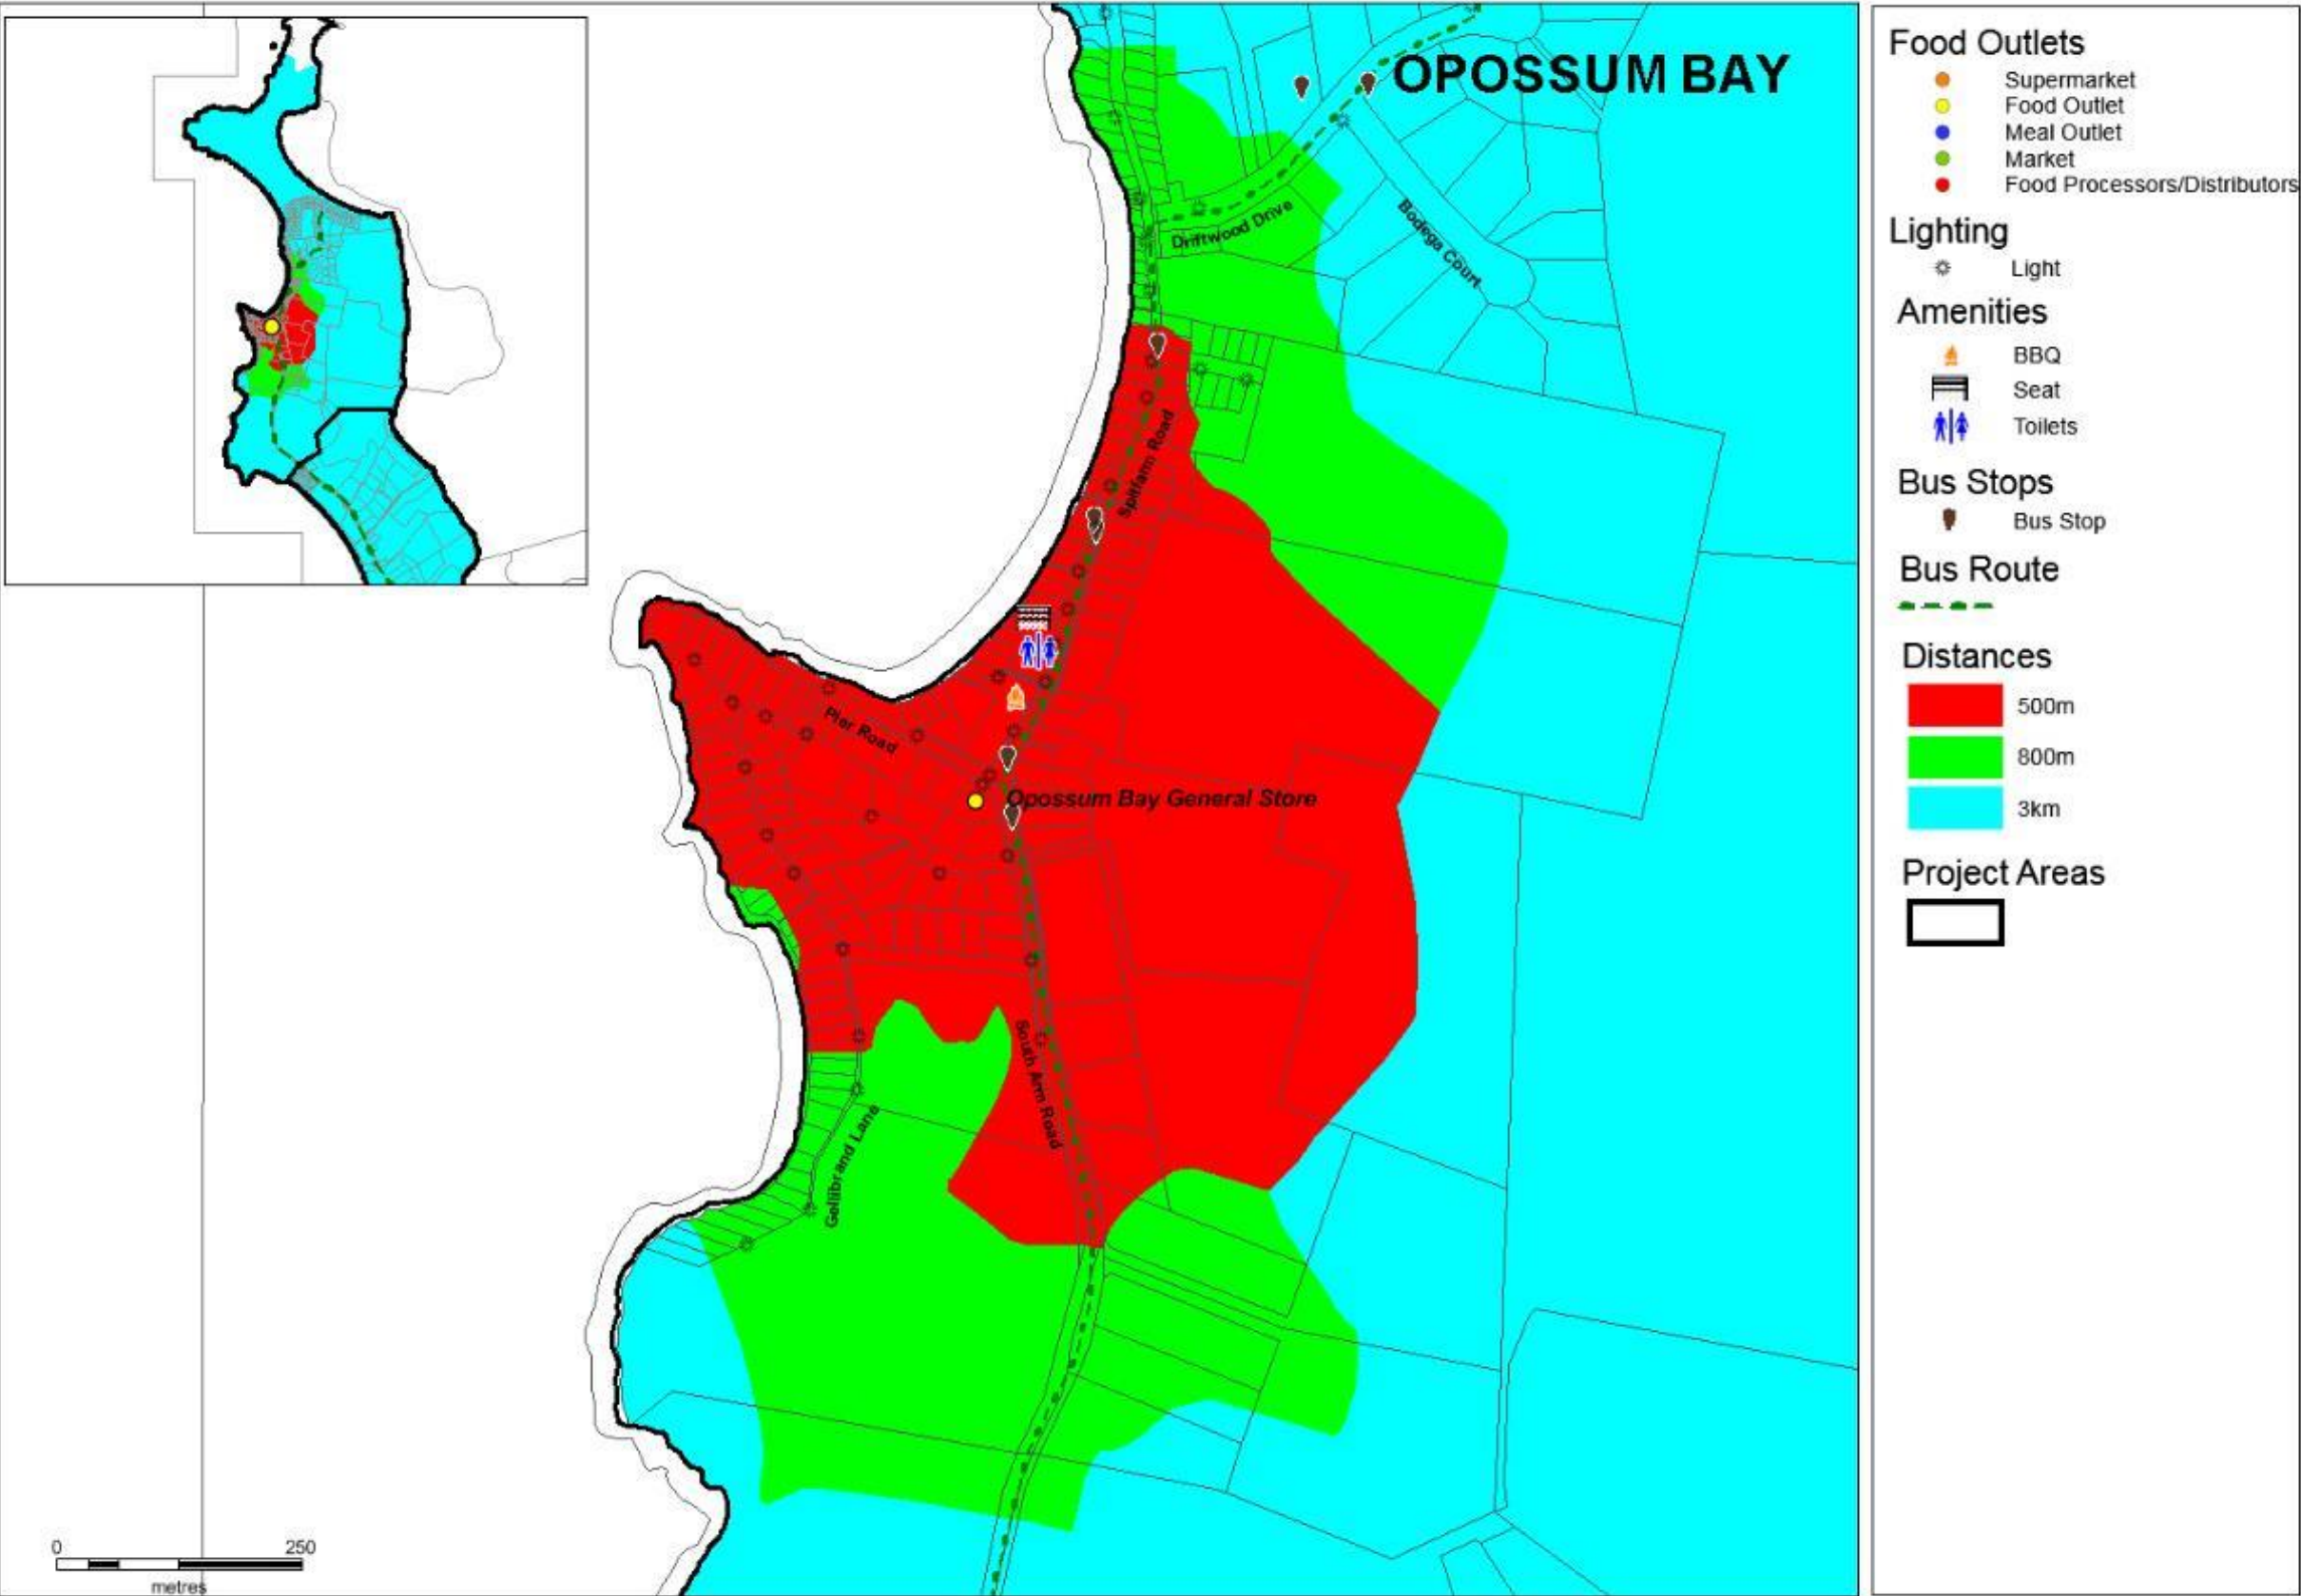 OPOSSUM BAY
Driftwood Drive
Bodega Court
Spitfarm Road
Pier Road
Opossum Bay General Store
South Arm Road
Gellibrand Lane
0 250
metres
Food Outlets
Supermarket
Food Outlet
Meal Outlet
Market
Food Processors/Distributors
Lighting
Light
Amenities
BBQ
Seat
Toilets
Bus Stops
Bus Stop
Bus Route
Distances
500m
800m
3km
Project Areas